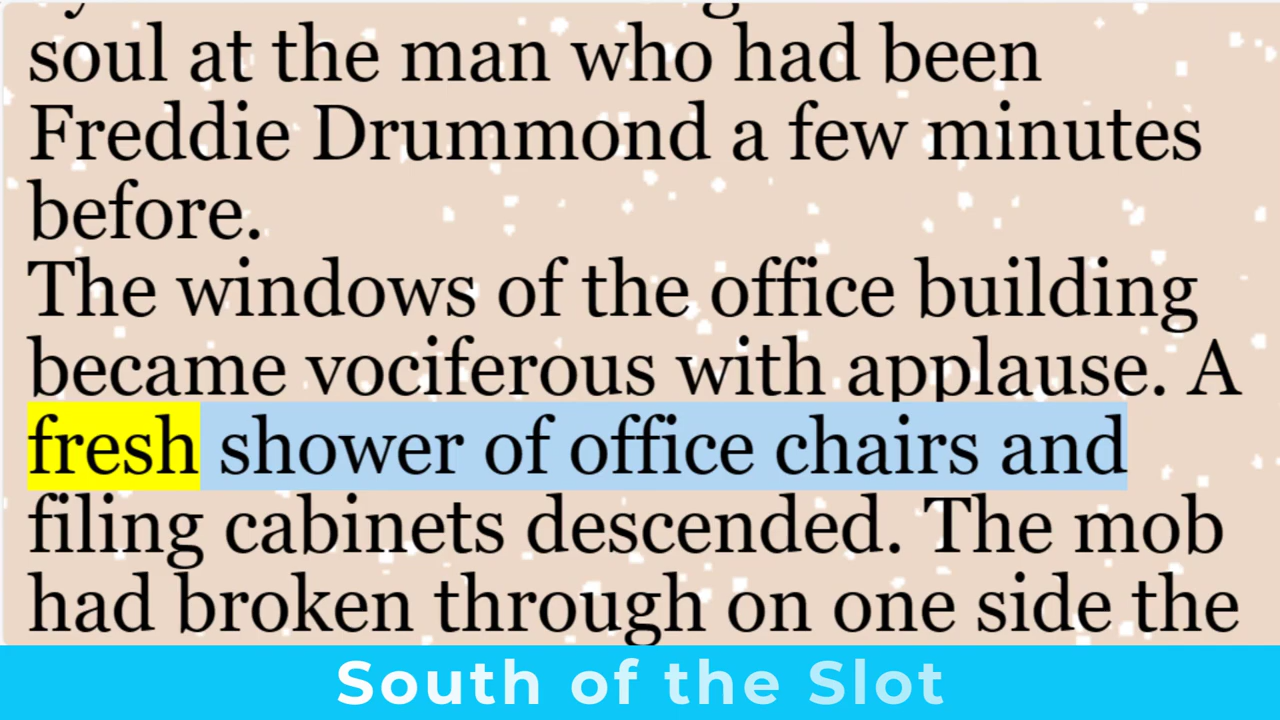 soul at the man who had been
Freddie Drummond a few minutes
before.
The windows of the office building
became vociferous with applause. A
fresh shower of office chairs and
filing cabinets descended. The mob
had broken through on one side the
South of the Slot